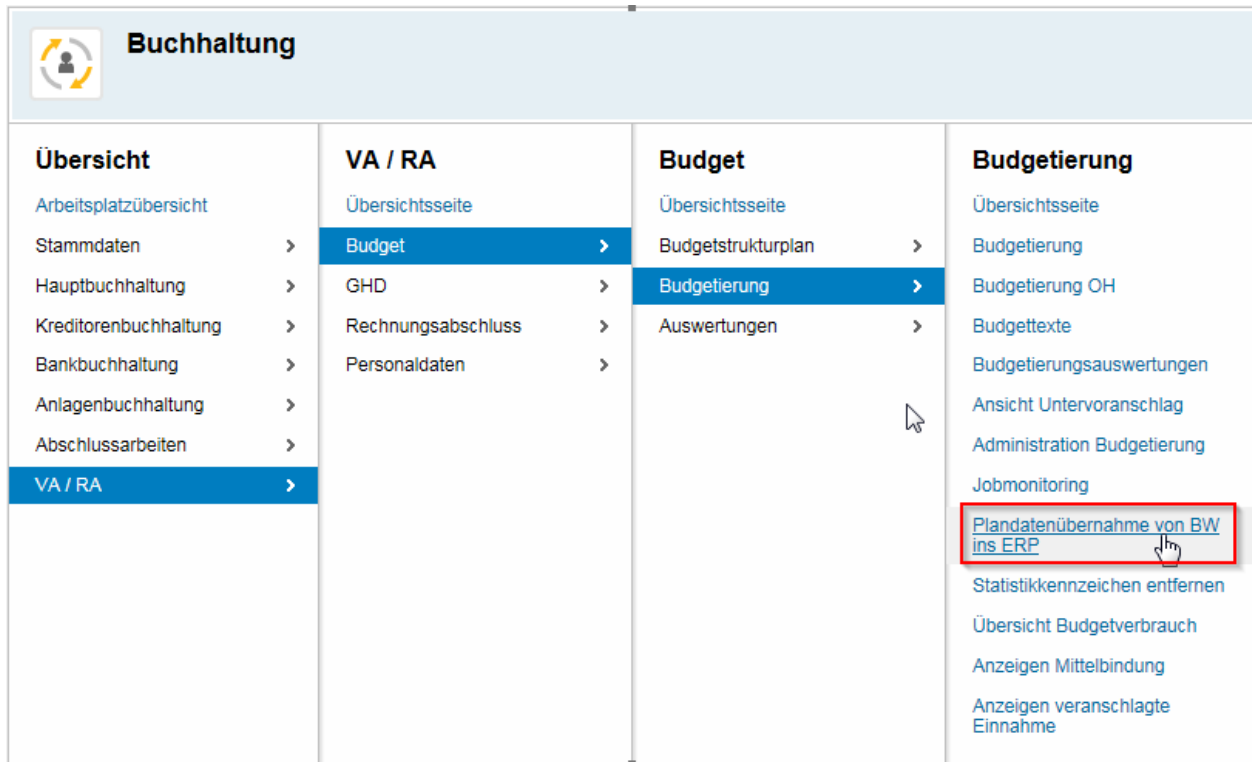 Buchhaltung
Übersicht
Arbeitsplatzübersicht
Stammdaten
Hauptbuchhaltung
Kreditorenbuchhaltung
Bankbuchhaltung
Anlagenbuchhaltung
Abschlussarbeiten
VA / RA
VA / RA
Übersichtsseite
Budget
GHD
Rechnungsabschluss
Personaldaten
Budget
Übersichtsseite
Budgetstrukturplan
Budgetierung
Auswertungen
Budgetierung
Übersichtsseite
Budgetierung
Budgetierung OH
Budgettexte
Budgetierungsauswertungen
Ansicht Untervoranschlag
Administration Budgetierung
Jobmonitoring
Plandatenübernahme von BW
ins ERP
Statistikkennzeichen entfernen
Übersicht Budgetverbrauch
Anzeigen Mittelbindung
Anzeigen veranschlagte
Einnahme